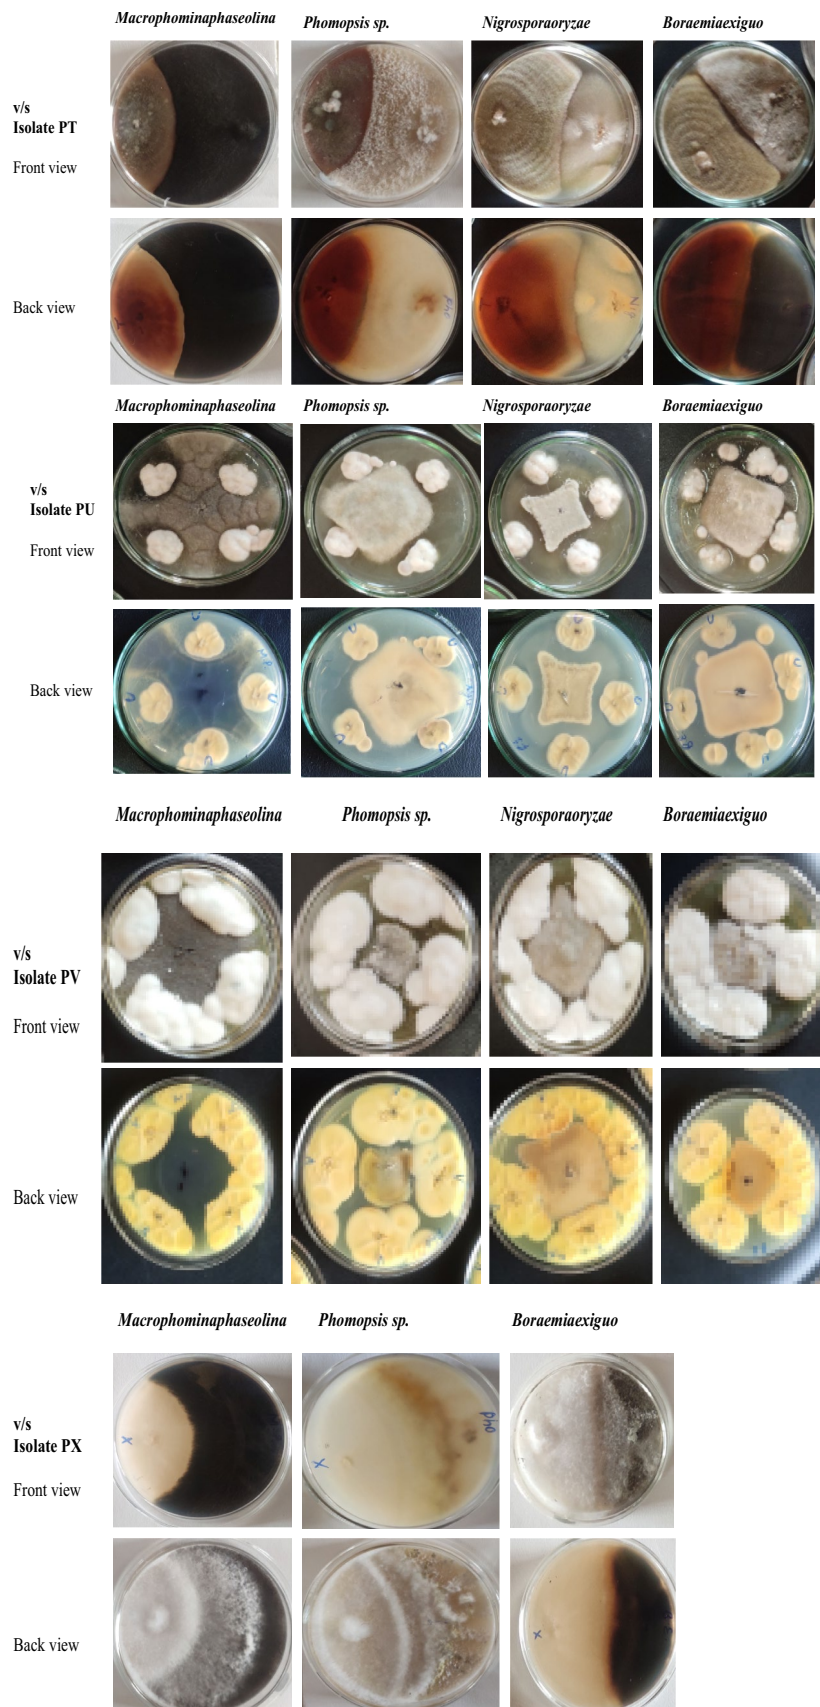 Macrophominaphaseolina Phomopsis sp. Nigrosporaoryzae Boraemiaexiguo
v/s
Isolate PT
Front view
Back view
Macrophominaphaseolina Phomopsis sp. Nigrosporaoryzae Boraemiaexiguo
v/s
Isolate PU
Front view
Back view
Macrophominaphaseolina Phomopsis sp. Nigrosporaoryzae Boraemiaexiguo
v/s
Isolate PV
Front view
Back view
Macrophominaphaseolina Phomopsis sp. Boraemiaexiguo
v/s
Isolate PX
Front view
X
X
pho
Back view
X